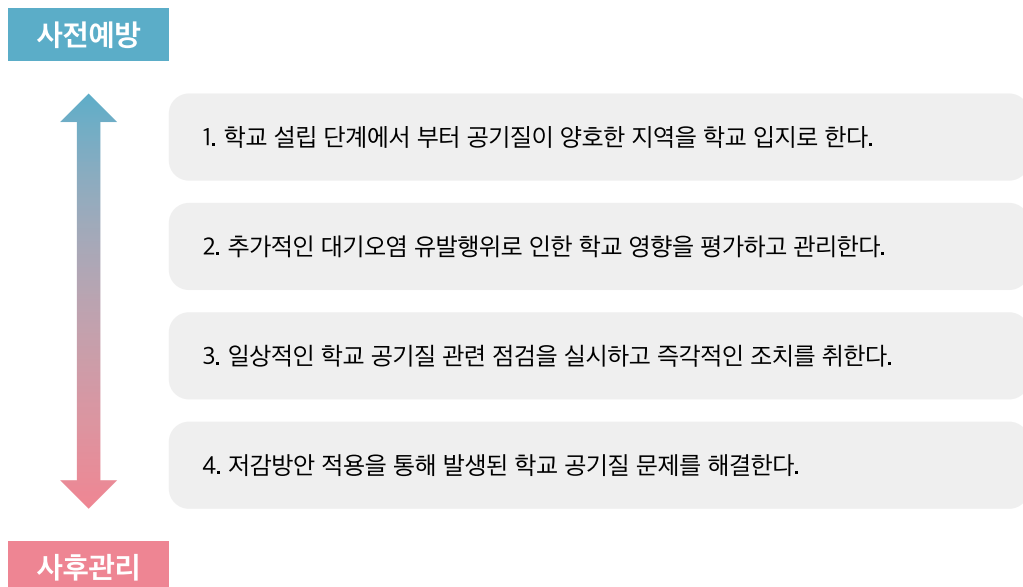 사전예방
1. 학교 설립 단계에서 부터 공기질이 양호한 지역을 학교 입지로 한다.
2. 추가적인 대기오염 유발행위로 인한 학교 영향을 평가하고 관리한다.
3. 일상적인 학교 공기질 관련 점검을 실시하고 즉각적인 조치를 취한다.
4. 저감방안 적용을 통해 발생된 학교 공기질 문제를 해결한다.
사후관리